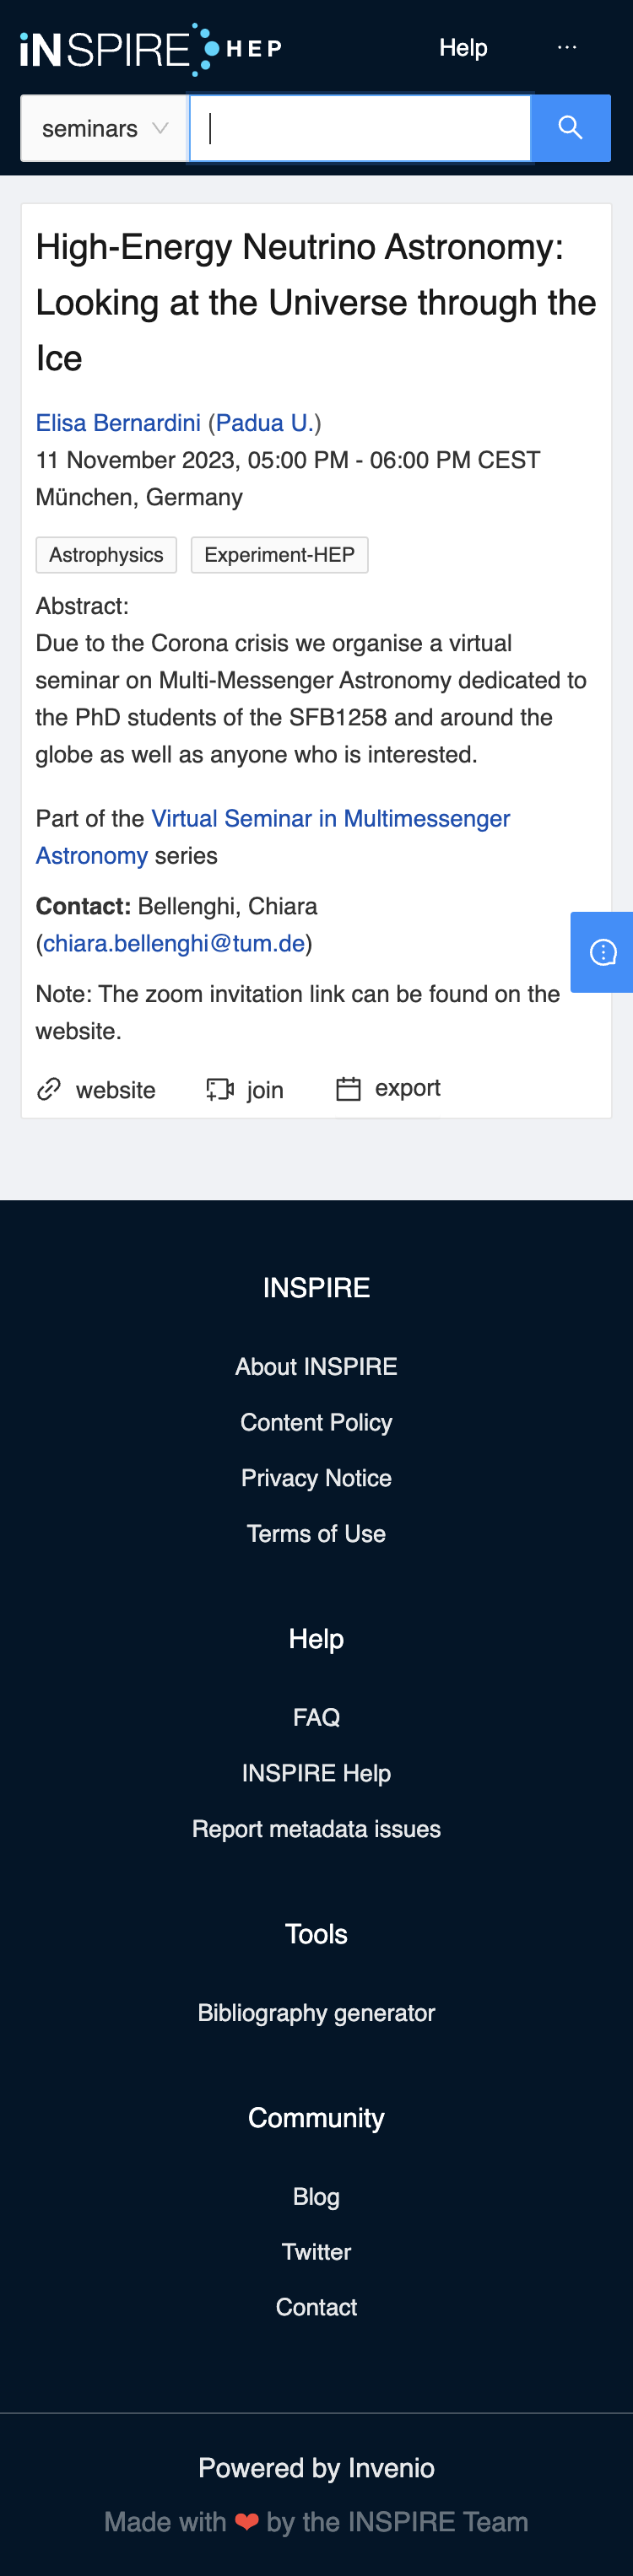 iNSPIRE HEP
Help
...
seminars
High-Energy Neutrino Astronomy:
Looking at the Universe through the
Ice
Elisa Bernardini (Padua U.)
11 November 2023, 05:00 PM - 06:00 PM CEST
München, Germany
Astrophysics
Experiment-HEP
Abstract:
Due to the Corona crisis we organise a virtual
seminar on Multi-Messenger Astronomy dedicated to
the PhD students of the SFB1258 and around the
globe as well as anyone who is interested.
Part of the Virtual Seminar in Multimessenger
Astronomy series
Contact: Bellenghi, Chiara
(chiara.bellenghi@tum.de)
Note: The zoom invitation link can be found on the
website.
website
join
export
INSPIRE
About INSPIRE
Content Policy
Privacy Notice
Terms of Use
Help
FAQ
INSPIRE Help
Report metadata issues
Tools
Bibliography generator
Community
Blog
Twitter
Contact
Powered by Invenio
Made with ❤ by the INSPIRE Team